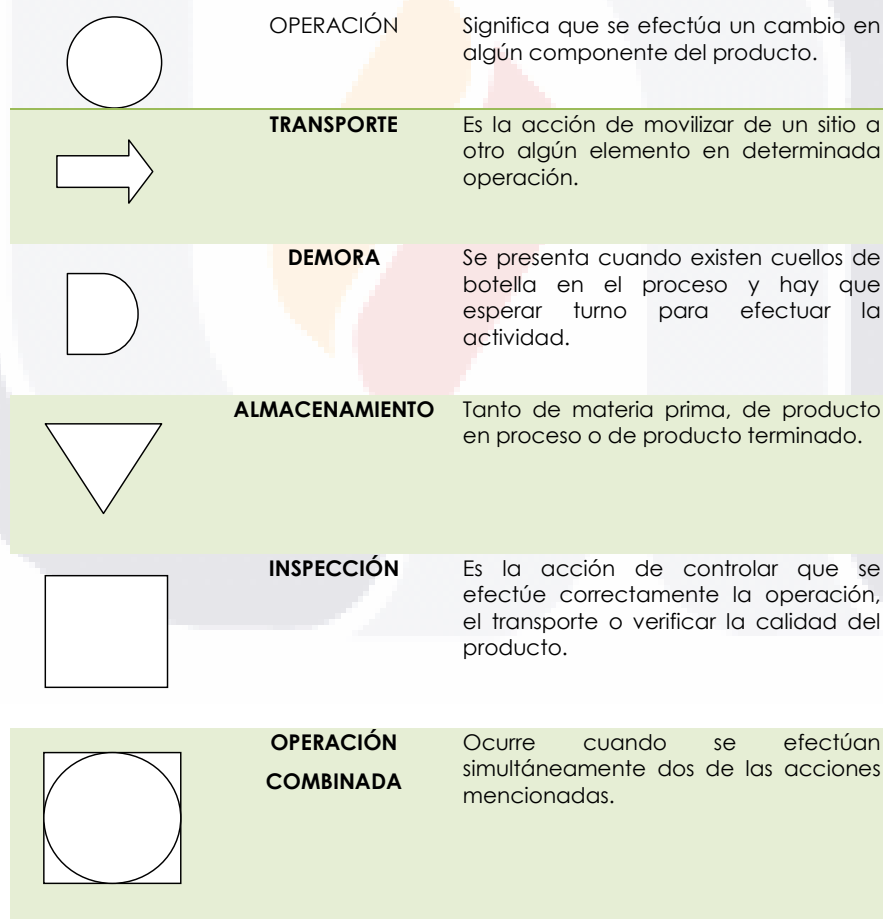 OPERACIÓN
Significa que se efectúa un cambio en
algún componente del producto.
TRANSPORTE
Es la acción de movilizar de un sitio a
otro algún elemento en determinada
operación.
DEMORA
Se presenta cuando existen cuellos de
botella en el proceso y hay que
esperar turno para efectuar la
actividad.
ALMACENAMIENTO
Tanto de materia prima, de producto
en proceso o de producto terminado.
INSPECCIÓN
Es la acción de controlar que se
efectúe correctamente la operación,
el transporte o verificar la calidad del
producto.
OPERACIÓN
COMBINADA
Ocurre cuando se efectúan
simultáneamente dos de las acciones
mencionadas.